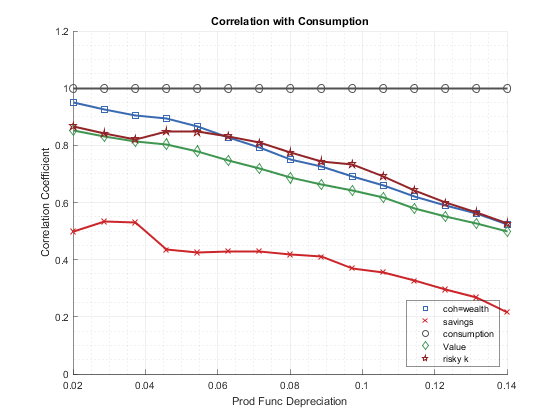 Correlation with Consumption
1.2
1
0.8
0.6
0.4
0.2
0
Correlation Coefficient
0.02
0.04
0.06
0.08
0.1
0.12
0.14
Prod Func Depreciation
coh=wealth
savings
consumption
Value
risky k